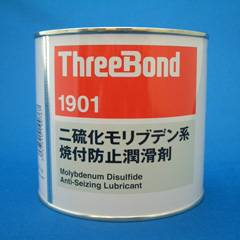 ThreeBond
1901
二硫化モリブデン系
焼付防止潤滑剤
Molybdenum Disulfide
Anti-Seizing Lubricant